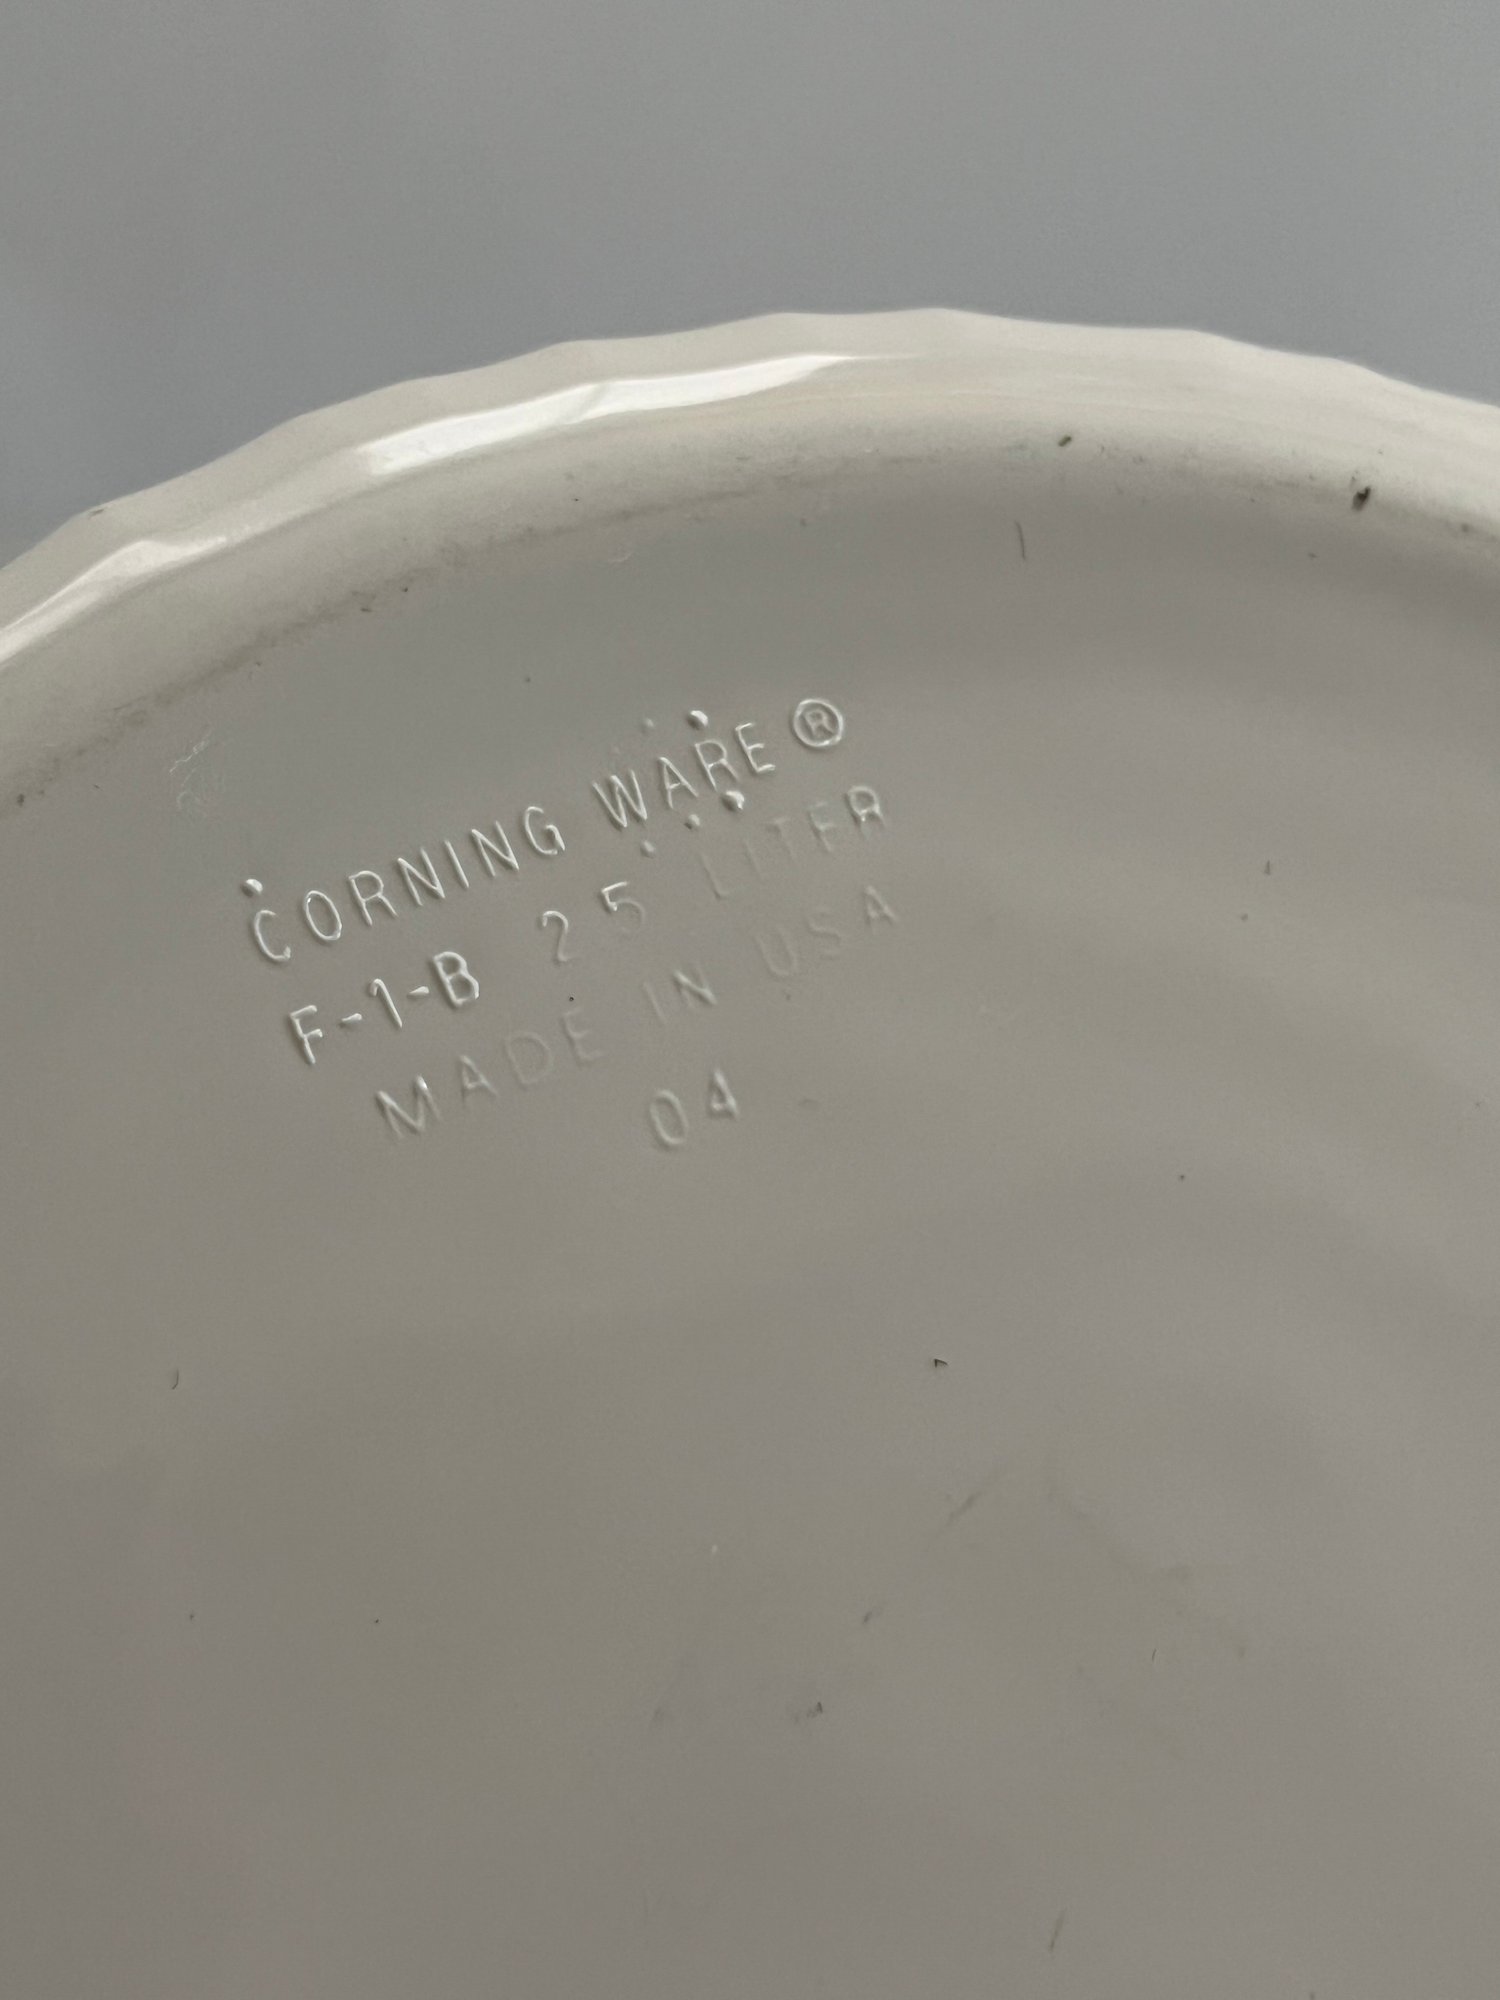 CORNING WARE ®
F-1-B 2.5 LITER
MADE IN USA
04